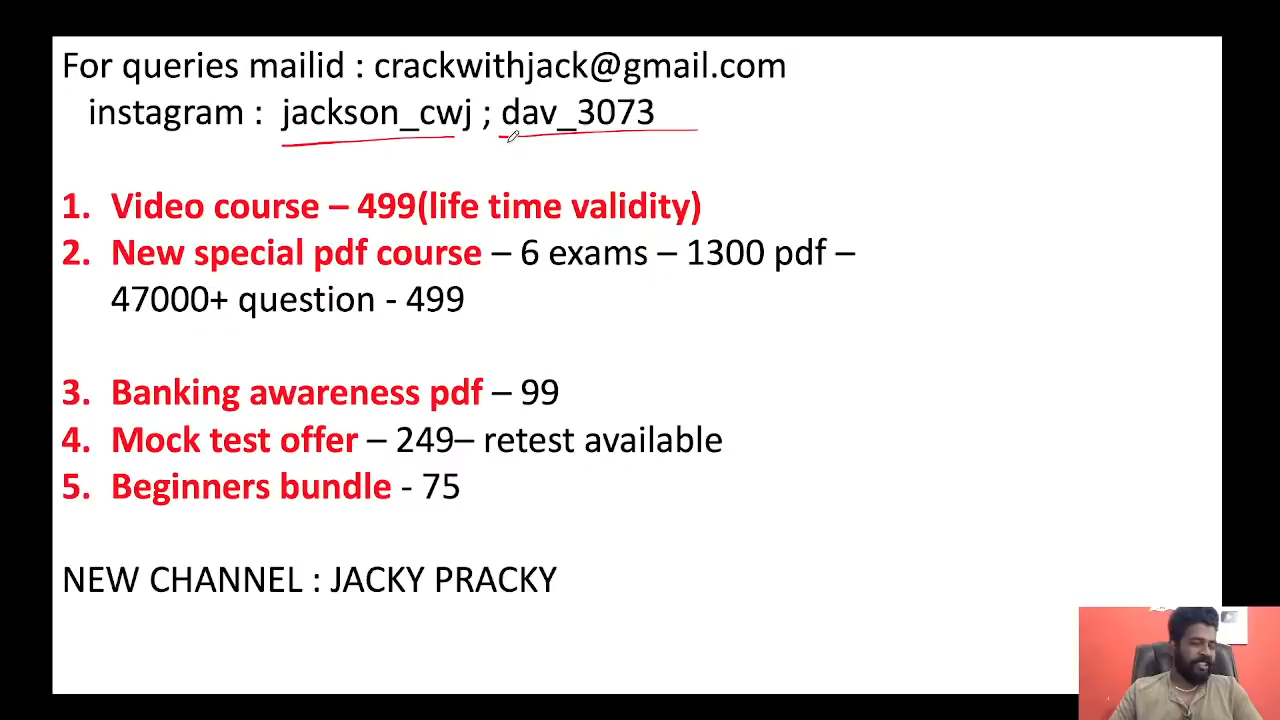 For queries mailid : crackwithjack@gmail.com
instagram : jackson_cwj ; dav_3073
1. Video course – 499(life time validity)
2. New special pdf course – 6 exams – 1300 pdf –
47000+ question - 499
3. Banking awareness pdf – 99
4. Mock test offer – 249– retest available
5. Beginners bundle - 75
NEW CHANNEL : JACKY PRACKY